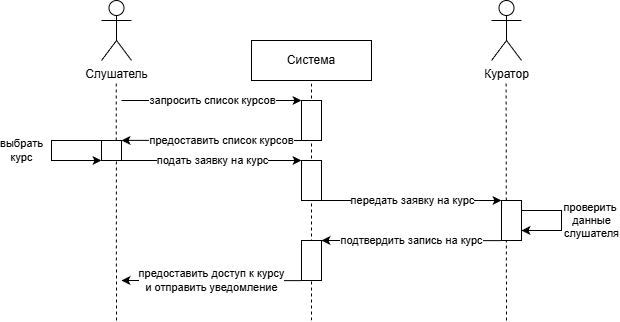 Слушатель
Система
Куратор
запросить список курсов
предоставить список курсов
выбрать
курс
подать заявку на курс
передать заявку на курс
проверить
данные
слушателя
подтвердить запись на курс
предоставить доступ к курсу
и отправить уведомление